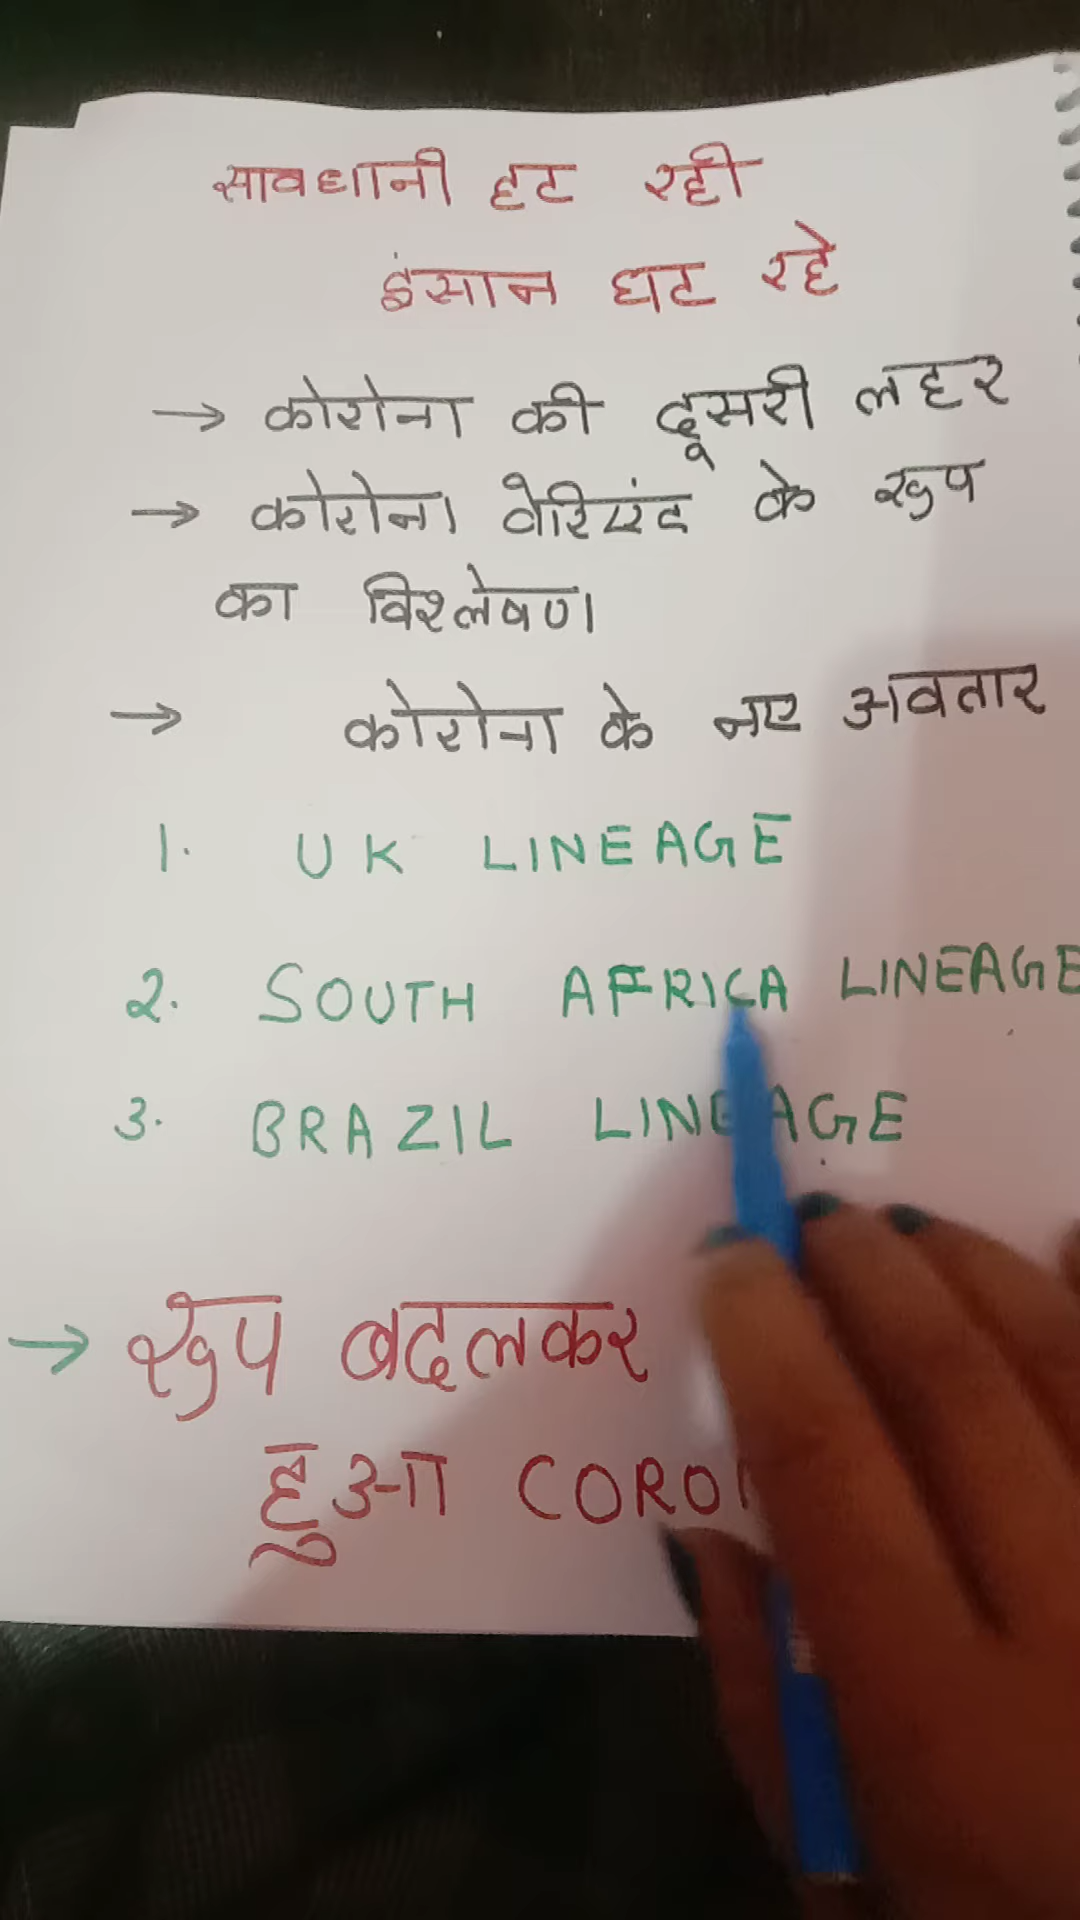 सावधानी हट रही
इंसान घट रहे
→ कोरोना की दूसरी लहर
→ कोरोना वेरिएंट के रूप
का विश्लेषण
→ कोरोना के नए अवतार
1. UK LINEAGE
2. SOUTH AFRICA LINEAGE
3. BRAZIL LINEAGE
→ रूप बदलकर
हुआ